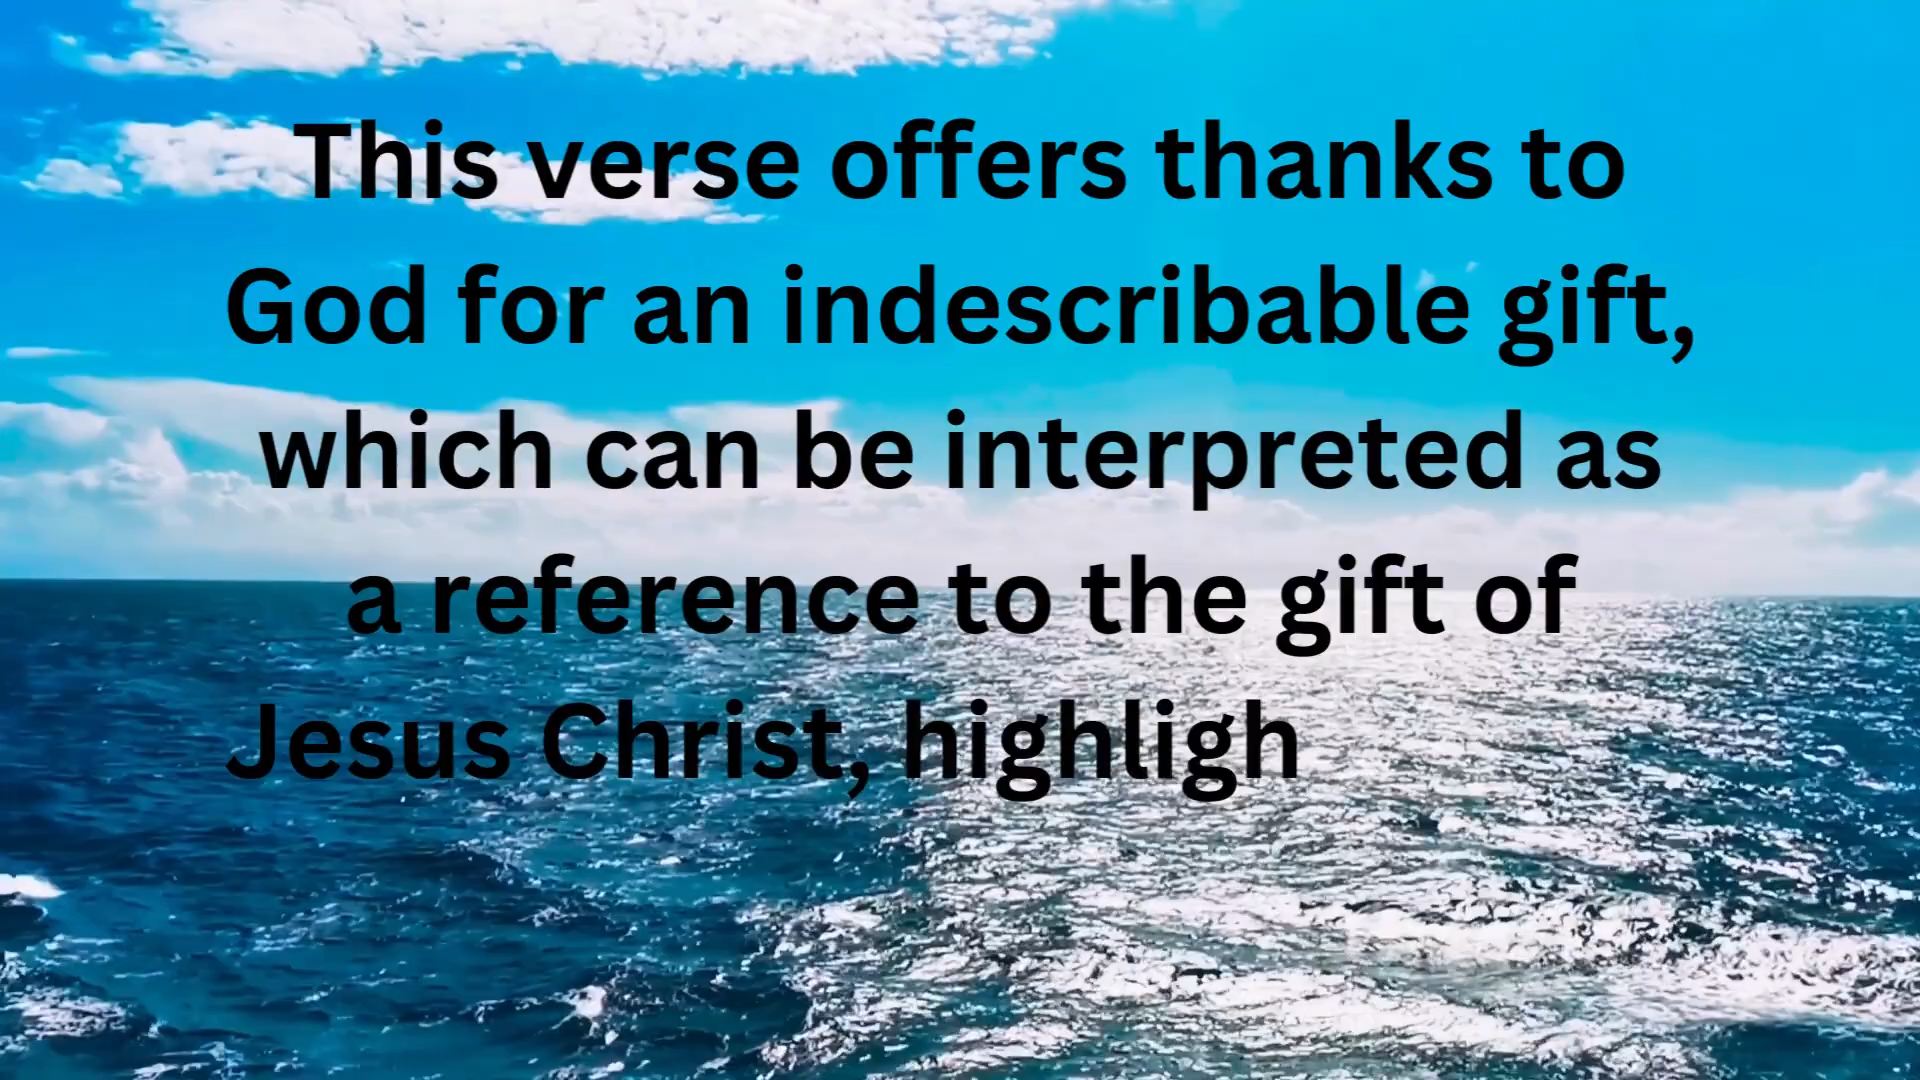 This verse offers thanks to
God for an indescribable gift,
which can be interpreted as
a reference to the gift of
Jesus Christ, highligh